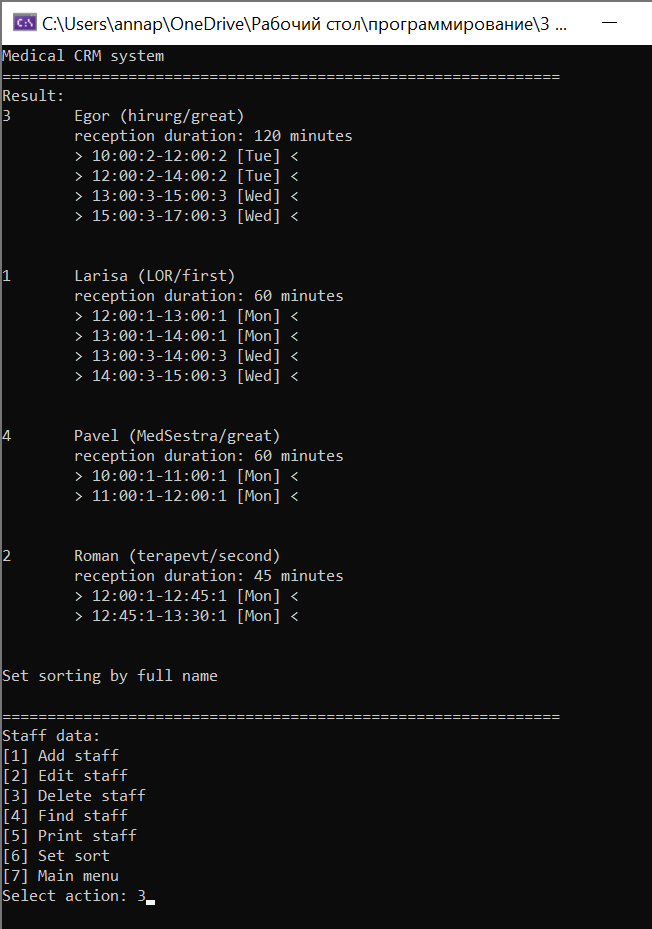 C:\Users\annap\OneDrive\Рабочий стол\программирование\3 ...
Medical CRM system
==============================================================
Result:
3       Egor (hirurg/great)
        reception duration: 120 minutes
        > 10:00:2-12:00:2 [Tue] <
        > 12:00:2-14:00:2 [Tue] <
        > 13:00:3-15:00:3 [Wed] <
        > 15:00:3-17:00:3 [Wed] <
1       Larisa (LOR/first)
        reception duration: 60 minutes
        > 12:00:1-13:00:1 [Mon] <
        > 13:00:1-14:00:1 [Mon] <
        > 13:00:3-14:00:3 [Wed] <
        > 14:00:3-15:00:3 [Wed] <
4       Pavel (MedSestra/great)
        reception duration: 60 minutes
        > 10:00:1-11:00:1 [Mon] <
        > 11:00:1-12:00:1 [Mon] <
2       Roman (terapevt/second)
        reception duration: 45 minutes
        > 12:00:1-12:45:1 [Mon] <
        > 12:45:1-13:30:1 [Mon] <
Set sorting by full name
==============================================================
Staff data:
[1] Add staff
[2] Edit staff
[3] Delete staff
[4] Find staff
[5] Print staff
[6] Set sort
[7] Main menu
Select action: 3